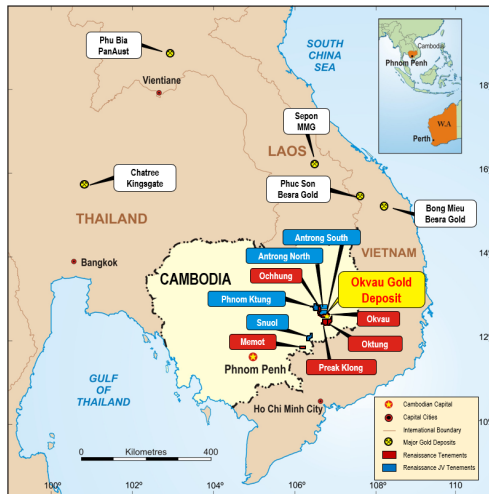 Phu Bia
PanAust
Vientiane
SOUTH
CHINA
SEA
Cambodia
Phnom Penh
W.A
Perth
18°
Sepon
MMG
LAOS
16°
Chatree
Kingsgate
Phuc Son
Besra Gold
Bong Mieu
Besra Gold
THAILAND
Antrong South
VIETNAM
Antrong North
Bangkok
CAMBODIA
Ochhung
Okvau Gold
Deposit
Phnom Ktung
Okvau
Snuol
Oktung
12°
Memot
Phnom Penh
Preak Klong
GULF
OF
THAILAND
Ho Chi Minh City
10°
Kilometres
0
400
Cambodian Capital
Capital Cities
International Boundary
Major Gold Deposits
Renaissance Tenements
Renaissance JV Tenements
100°
102°
104°
106°
108°